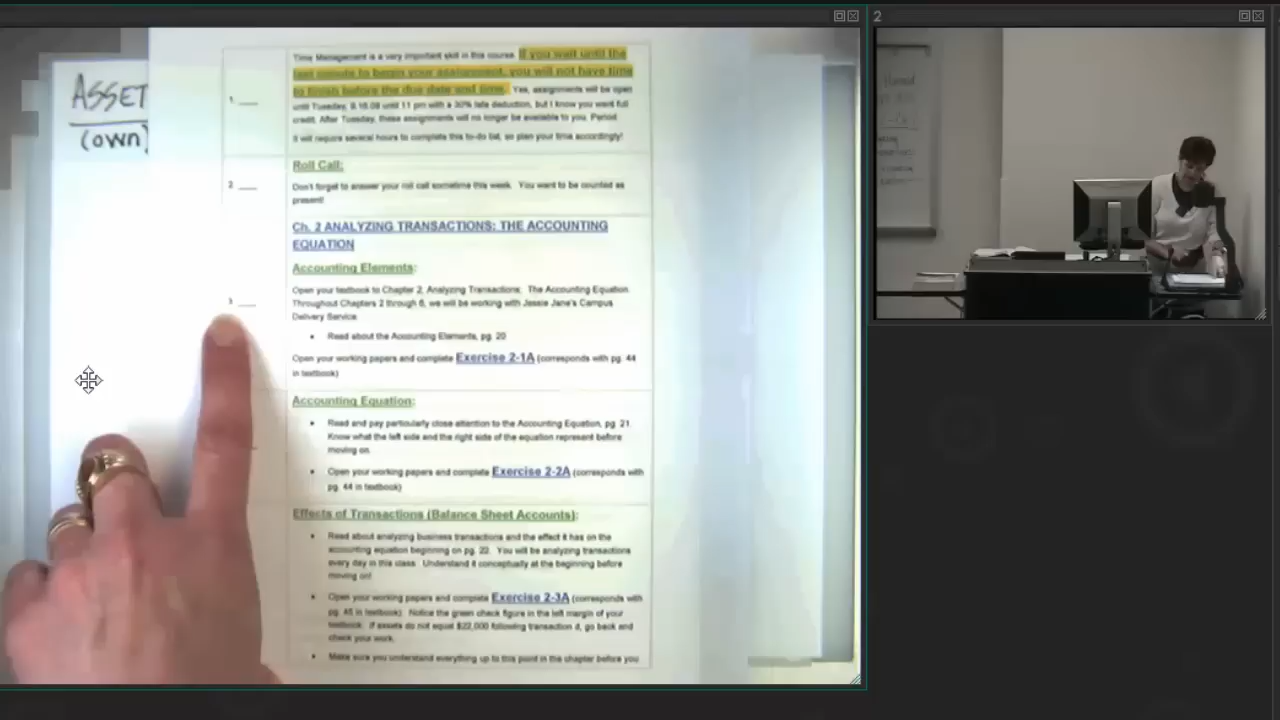 2
ASSET
(own)
Time Management is a very important skill in this course. If you wait until the
last minute to begin your assignment, you will not have time
to finish before the due date and time. Yes, assignments will be open
1. ___
until Tuesday, 9.16.08 until 11 pm with a 30% late deduction, but I know you want full
credit. After Tuesday, these assignments will no longer be available to you. Period
It will require several hours to complete this to-do list, so plan your time accordingly!
Roll Call:
2. ___
Don't forget to answer your roll call sometime this week. You want to be counted as
present!
Ch. 2 ANALYZING TRANSACTIONS: THE ACCOUNTING
EQUATION
Accounting Elements:
Open your textbook to Chapter 2, Analyzing Transactions: The Accounting Equation
3. ___
Throughout Chapters 2 through 6, we will be working with Jessie Jane's Campus
Delivery Service
• Read about the Accounting Elements, pg. 20
Open your working papers and complete Exercise 2-1A (corresponds with pg. 44
in textbook)
Accounting Equation:
• Read and pay particularly close attention to the Accounting Equation, pg. 21.
Know what the left side and the right side of the equation represent before
moving on.
• Open your working papers and complete Exercise 2-2A (corresponds with
pg. 44 in textbook)
Effects of Transactions (Balance Sheet Accounts):
• Read about analyzing business transactions and the effect it has on the
accounting equation beginning on pg. 22. You will be analyzing transactions
every day in this class. Understand it conceptually at the beginning before
moving on!
• Open your working papers and complete Exercise 2-3A (corresponds with
pg. 45 in textbook). Notice the green check figure in the left margin of your
textbook. If assets do not equal $22,000 following transaction d, go back and
check your work.
• Make sure you understand everything up to this point in the chapter before you